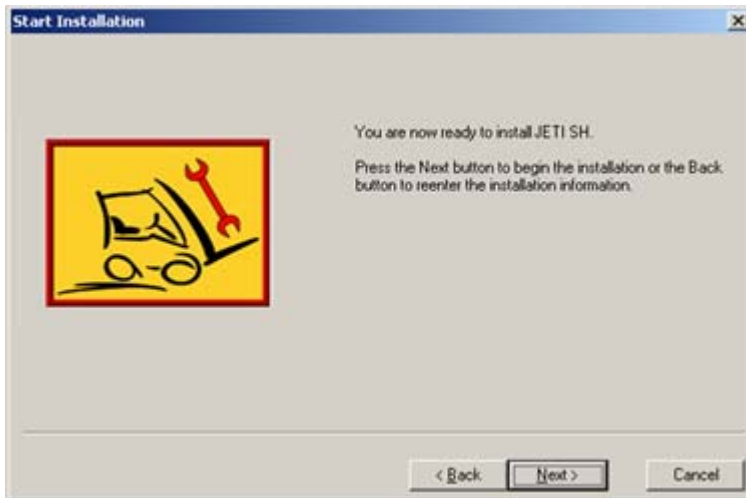 Start Installation
You are now ready to install JETI SH.
Press the Next button to begin the installation or the Back
button to reenter the installation information.
< Back
Next >
Cancel